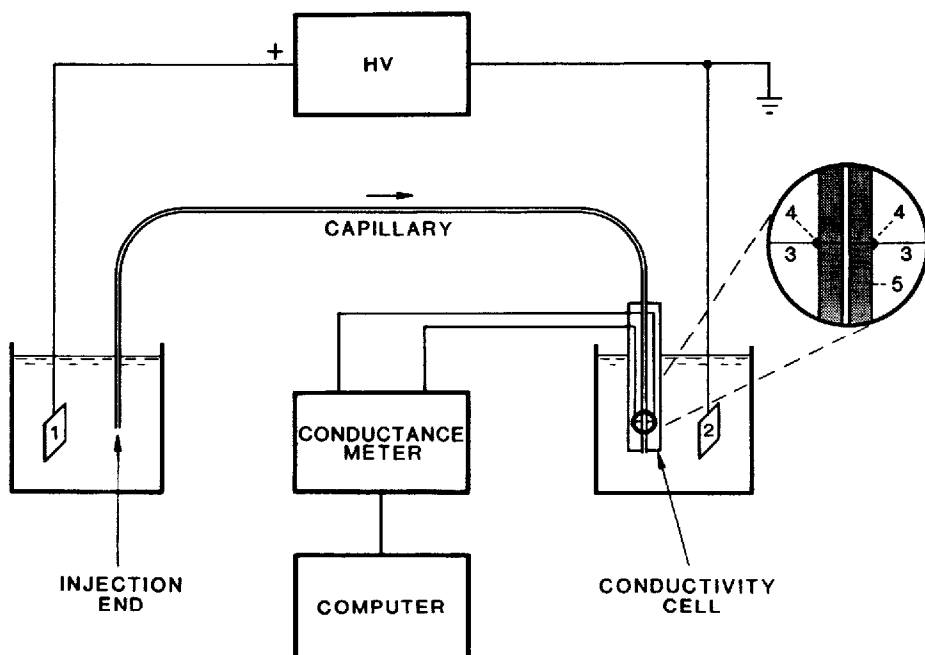 +
HV
CAPILLARY
4
4
3
3
5
1
2
CONDUCTANCE
METER
INJECTION
END
COMPUTER
CONDUCTIVITY
CELL